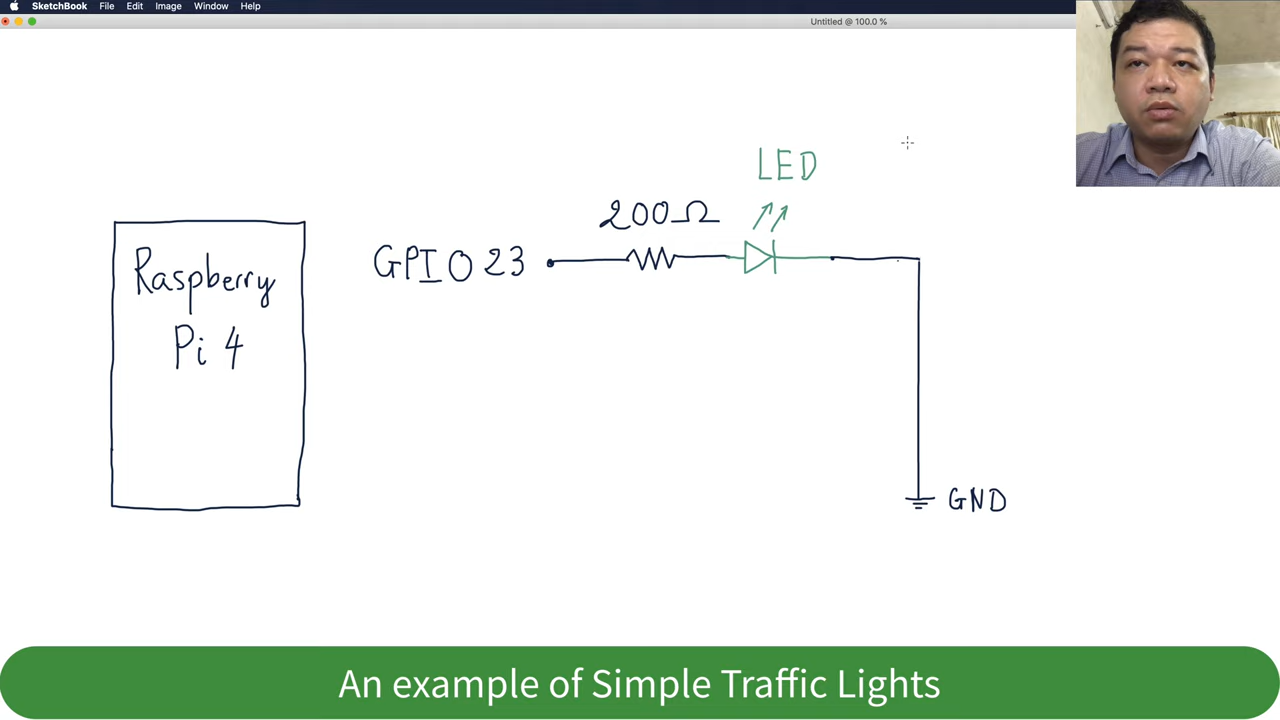 SketchBook File Edit Image Window Help
Untitled @ 100.0 %
LED
200Ω
Raspberry
Pi 4
GPIO 23
GND
An example of Simple Traffic Lights